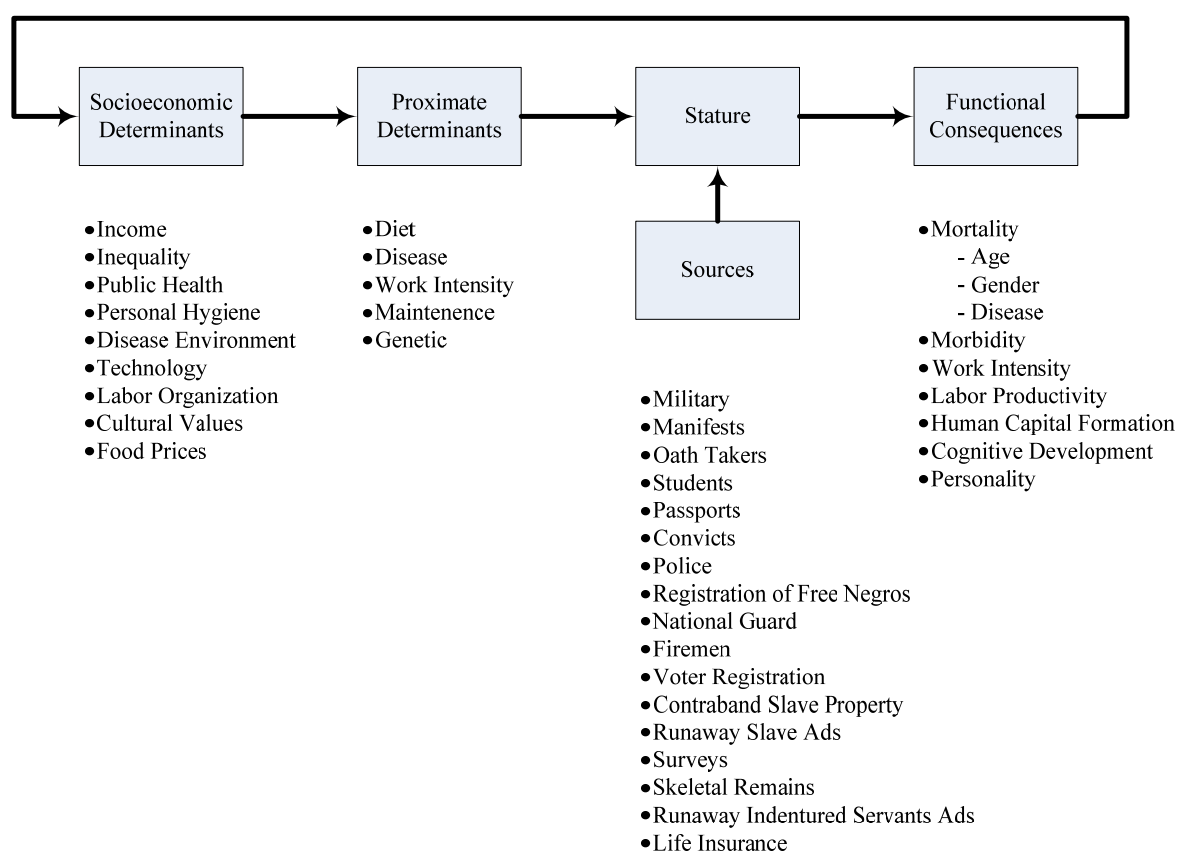 Socioeconomic
Determinants
Proximate
Determinants
Stature
Functional
Consequences
Sources
•Income
•Inequality
•Public Health
•Personal Hygiene
•Disease Environment
•Technology
•Labor Organization
•Cultural Values
•Food Prices
•Diet
•Disease
•Work Intensity
•Maintenence
•Genetic
•Military
•Manifests
•Oath Takers
•Students
•Passports
•Convicts
•Police
•Registration of Free Negros
•National Guard
•Firemen
•Voter Registration
•Contraband Slave Property
•Runaway Slave Ads
•Surveys
•Skeletal Remains
•Runaway Indentured Servants Ads
•Life Insurance
•Mortality
- Age
- Gender
- Disease
•Morbidity
•Work Intensity
•Labor Productivity
•Human Capital Formation
•Cognitive Development
•Personality